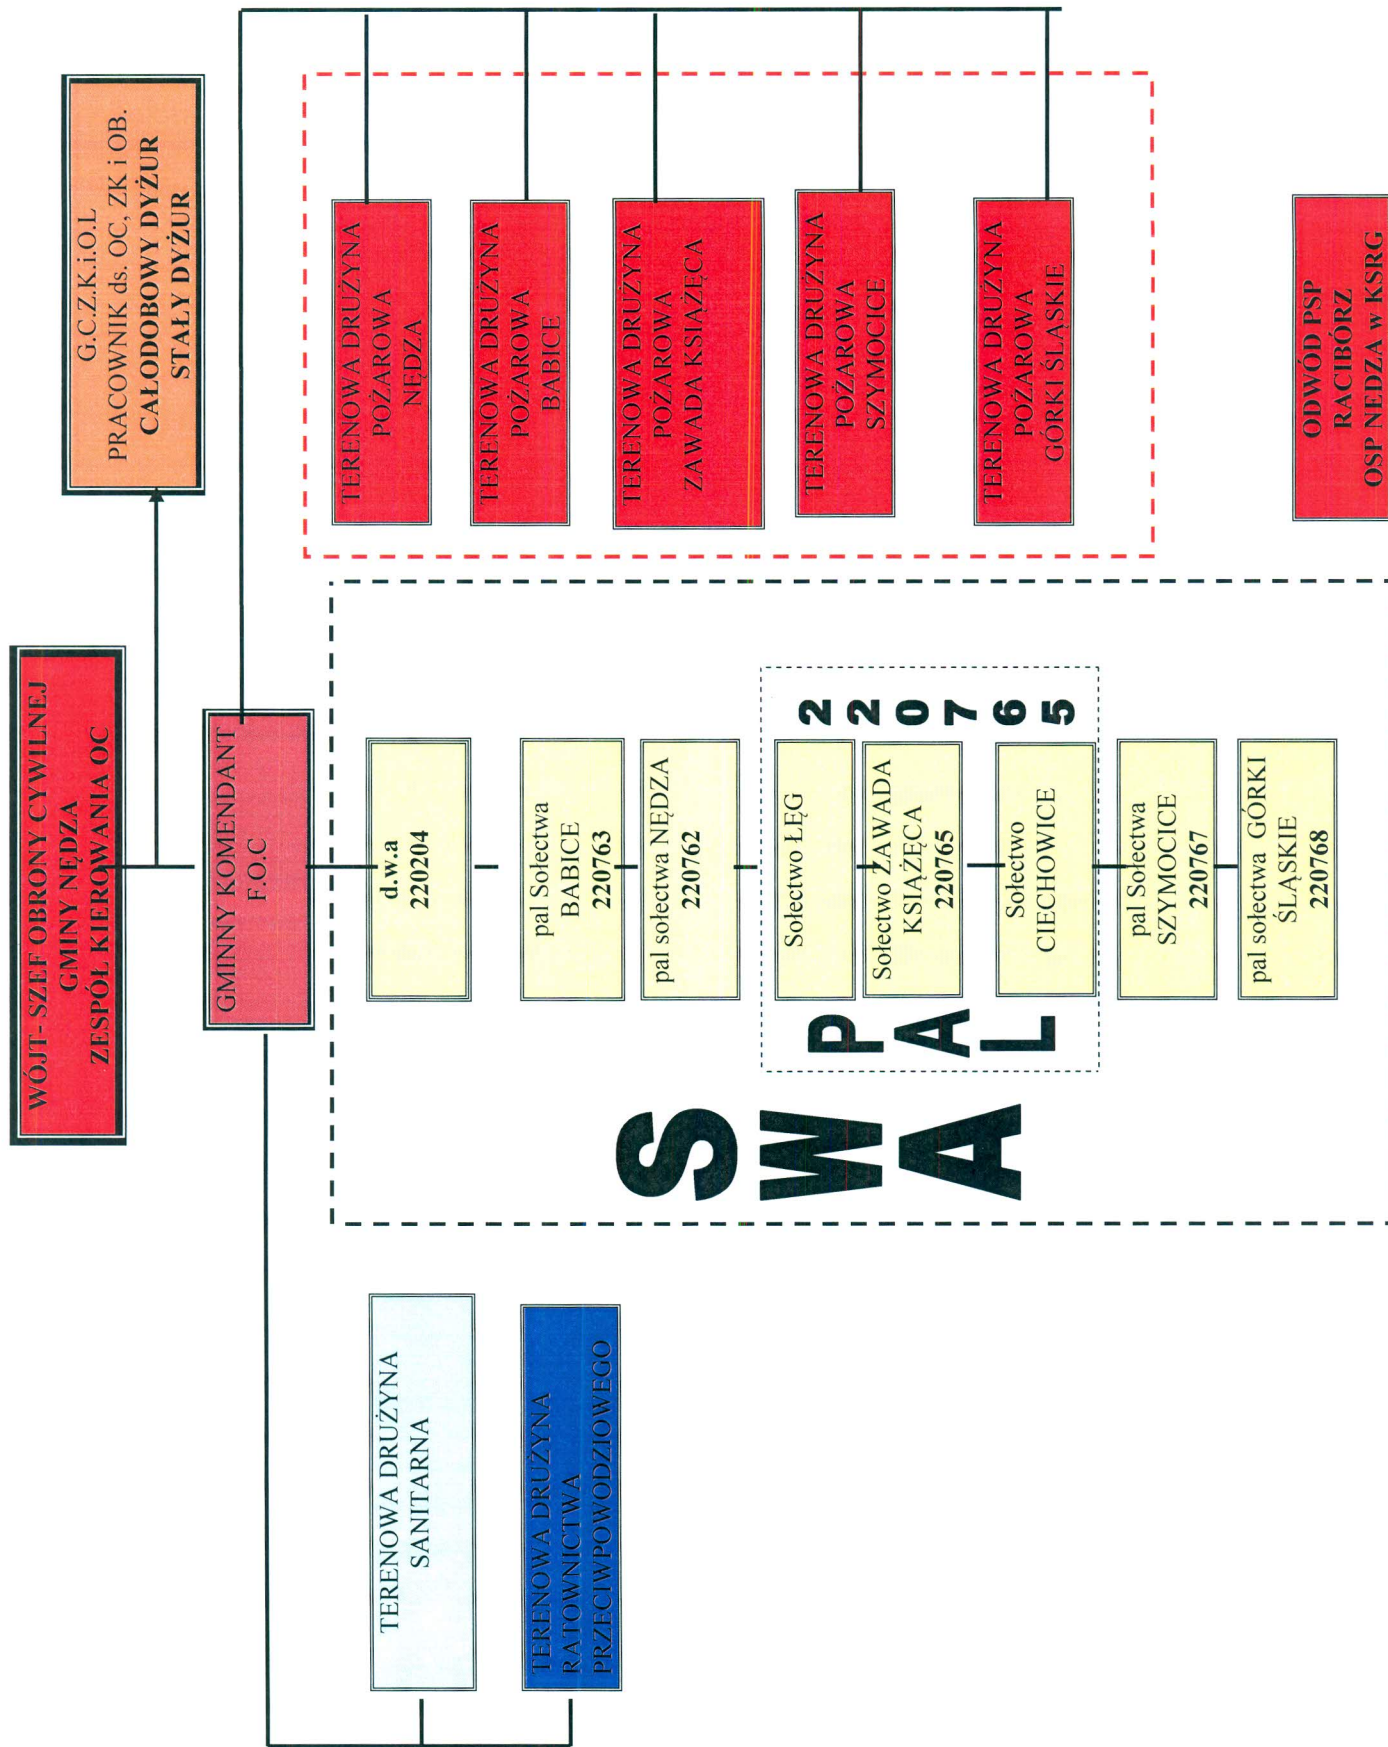 WÓJT- SZEF OBRONY CYWILNEJ
GMINY NĘDZA
ZESPÓŁ KIEROWANIA OC
G.C.Z.K.i.O.L
PRACOWNIK ds. OC, ZK i OB.
CAŁODOBOWY DYŻUR
STAŁY DYŻUR
GMINNY KOMENDANT
F.O.C
TERENOWA DRUŻYNA
SANITARNA
TERENOWA DRUŻYNA
RATOWNICTWA
PRZECIWPOWODZIOWEGO
SWA
d.w.a
220204
pal Sołectwa
BABICE
220763
pal sołectwa NĘDZA
220762
PAL
Sołectwo ŁĘG
Sołectwo ZAWADA
KSIĄŻĘCA
220765
Sołectwo
CIECHOWICE
220765
pal Sołectwa
SZYMOCICE
220767
pal sołectwa GÓRKI
ŚLĄSKIE
220768
TERENOWA DRUŻYNA
POŻAROWA
NĘDZA
TERENOWA DRUŻYNA
POŻAROWA
BABICE
TERENOWA DRUŻYNA
POŻAROWA
ZAWADA KSIĄŻĘCA
TERENOWA DRUŻYNA
POŻAROWA
SZYMOCICE
TERENOWA DRUŻYNA
POŻAROWA
GÓRKI ŚLĄSKIE
ODWÓD PSP
RACIBÓRZ
OSP NĘDZA w KSRG